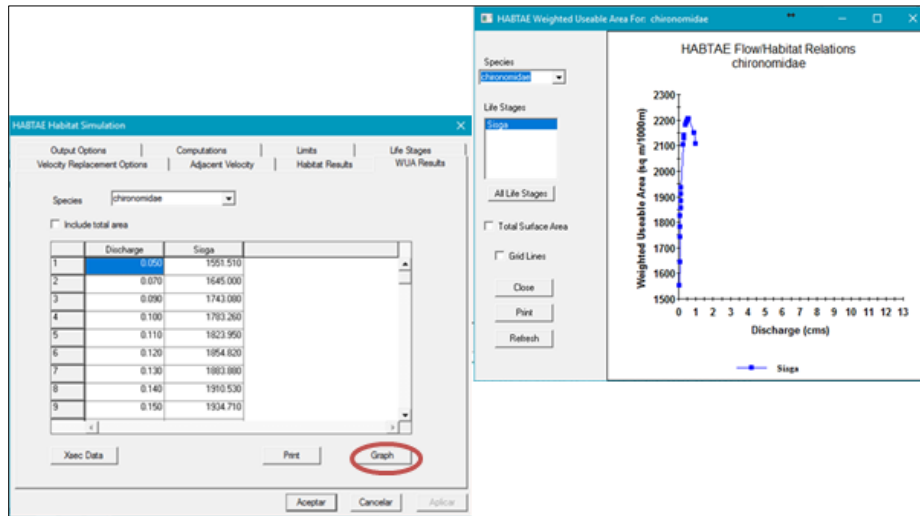 HABTAE Habitat Simulation
Output Options
Computations
Limits
Life Stages
Velocity Replacement Options
Adjacent Velocity
Habitat Results
WUA Results
Species
chironomidae
Include total area
Discharge
Sisga
1 0.050 1551.510
2 0.070 1645.000
3 0.090 1743.080
4 0.100 1783.260
5 0.110 1823.950
6 0.120 1854.820
7 0.130 1883.880
8 0.140 1910.530
9 0.150 1934.710
Xsec Data
Print
Graph
Aceptar
Cancelar
Aplicar
HABTAE Weighted Useable Area For: chironomidae
Species
chironomidae
Life Stages
Sisga
All Life Stages
Total Surface Area
Grid Lines
Close
Print
Refresh
HABTAE Flow/Habitat Relations
chironomidae
Weighted Useable Area (sq m/1000m)
2300
2200
2100
2000
1900
1800
1700
1600
1500
0 1 2 3 4 5 6 7 8 9 10 11 12 13
Discharge (cms)
Sisga